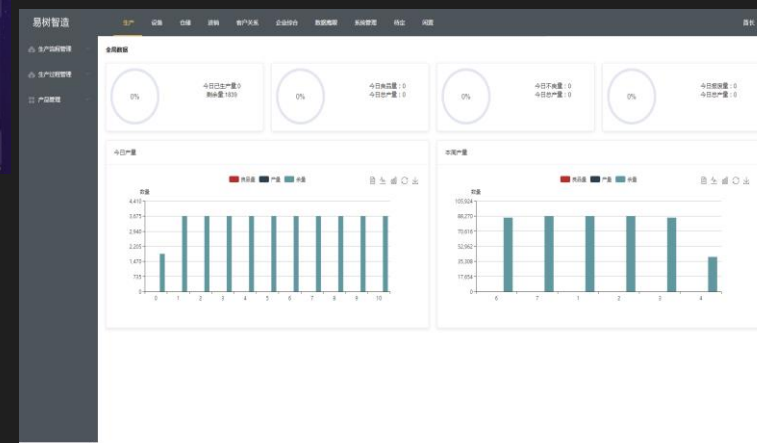 易树智造
生产 设备 仓储 进销 客户关系 企业综合 数据溯源 系统管理 待定 闲置 酋长
生产管理
生产过程管理
产品管理
全局数据
0% 今日已生产量:0
剩余量:1839
0% 今日良品量：0
今日总产量：0
0% 今日不良量：0
今日总产量：0
0% 今日报废量：0
今日总产量：0
今日产量
良品量 产量 余量
数量
4,410
3,675
2,940
2,205
1,470
735
0
0 1 2 3 4 5 6 7 8 9 10
本周产量
良品量 产量 余量
数量
105,924
88,270
70,616
52,962
35,308
17,654
0
6 7 1 2 3 4